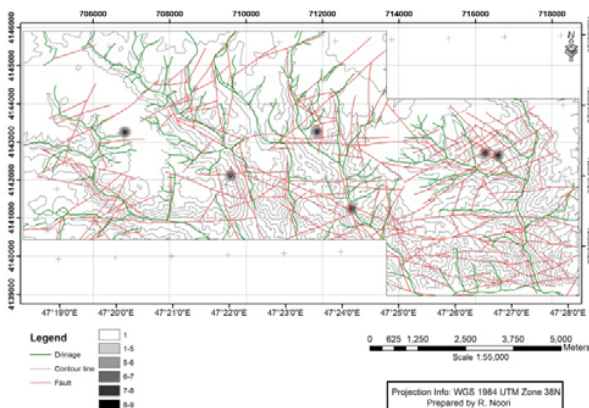 706000 708000 710000 712000 714000 716000 718000
4146000
4145000
4144000
4143000
4142000
4141000
4140000
4139000
47°19'0"E 47°20'0"E 47°21'0"E 47°22'0"E 47°23'0"E 47°24'0"E 47°25'0"E 47°26'0"E 47°27'0"E 47°28'0"E
Legend
Drinage
Contour line
Fault
1
1-5
5-6
6-7
7-8
8-9
0 625 1,250 2,500 3,750 5,000
Meters
Scale 1:55,000
Projection Info: WGS 1984 UTM Zone 38N
Prepared by R. Noori